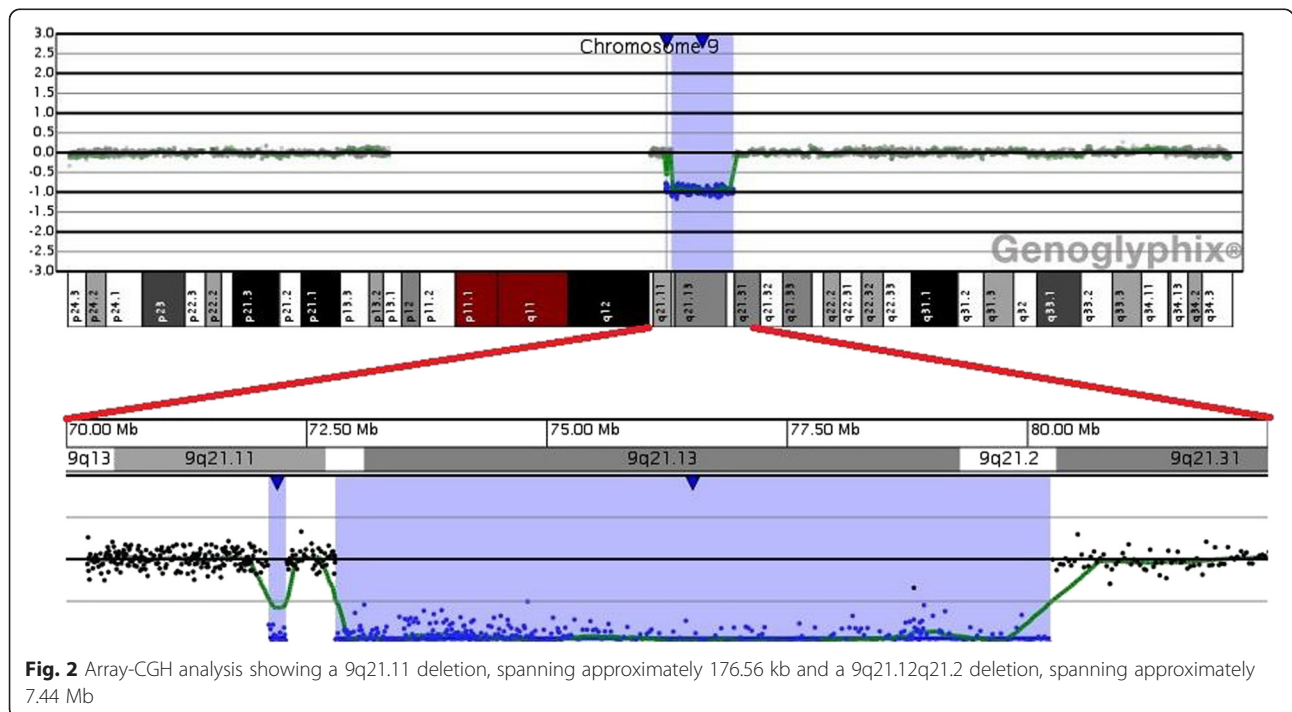 3.0
2.5
2.0
1.5
1.0
0.5
0.0
-0.5
-1.0
-1.5
-2.0
-2.5
-3.0
Chromosome 9
Genoglyphix®
p24.3 p24.2 p24.1 p23 p22.3 p22.2 p21.3 p21.2 p21.1 p13.3 p13.2 p13.1 p12 p11.2 p11.1 q11 q12 q21.11 q21.13 q21.31 q21.32 q21.33 q22.2 q22.31 q22.32 q22.33 q31.1 q31.2 q31.3 q32 q33.1 q33.2 q33.3 q34.11 q34.13 q34.2 q34.3
70.00 Mb 72.50 Mb 75.00 Mb 77.50 Mb 80.00 Mb
9q13 9q21.11 9q21.13 9q21.2 9q21.31
Fig. 2 Array-CGH analysis showing a 9q21.11 deletion, spanning approximately 176.56 kb and a 9q21.12q21.2 deletion, spanning approximately
7.44 Mb